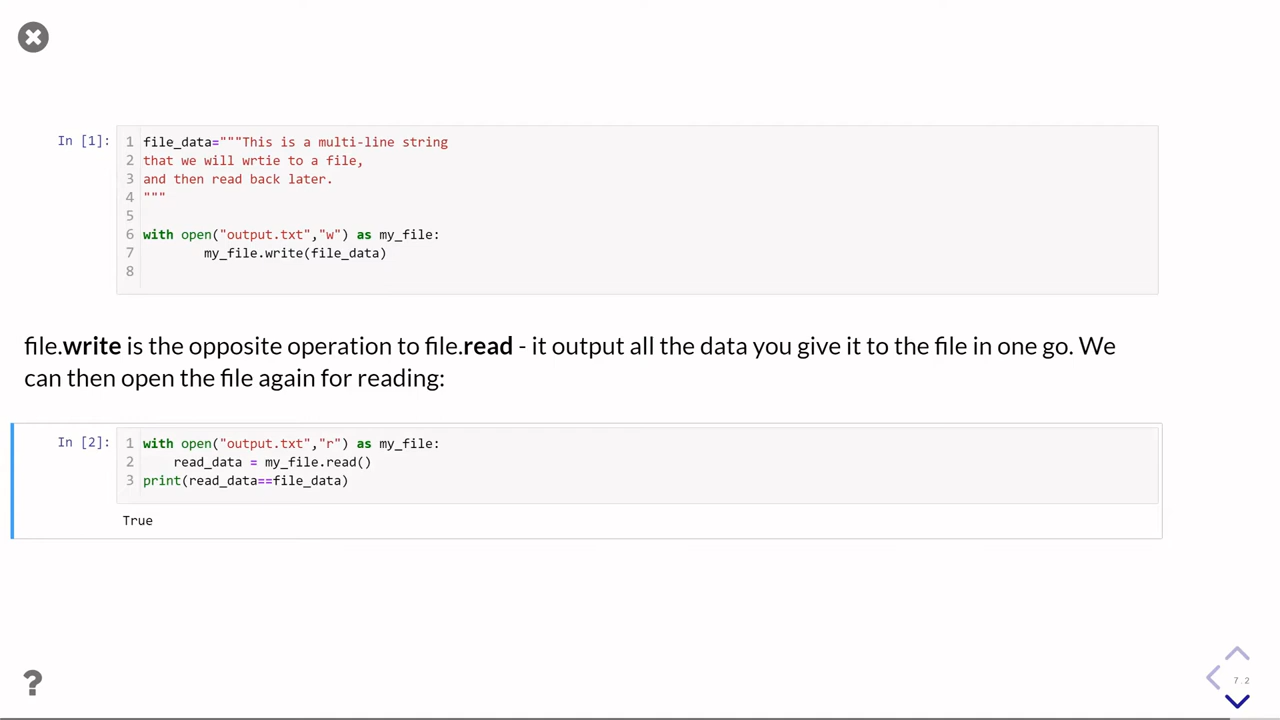 In [1]:
1 file_data="""This is a multi-line string
2 that we will wrtie to a file,
3 and then read back later.
4 """
5
6 with open("output.txt","w") as my_file:
7         my_file.write(file_data)
8
file.write is the opposite operation to file.read - it output all the data you give it to the file in one go. We
can then open the file again for reading:
In [2]:
1 with open("output.txt","r") as my_file:
2     read_data = my_file.read()
3 print(read_data==file_data)
True
?
7.2